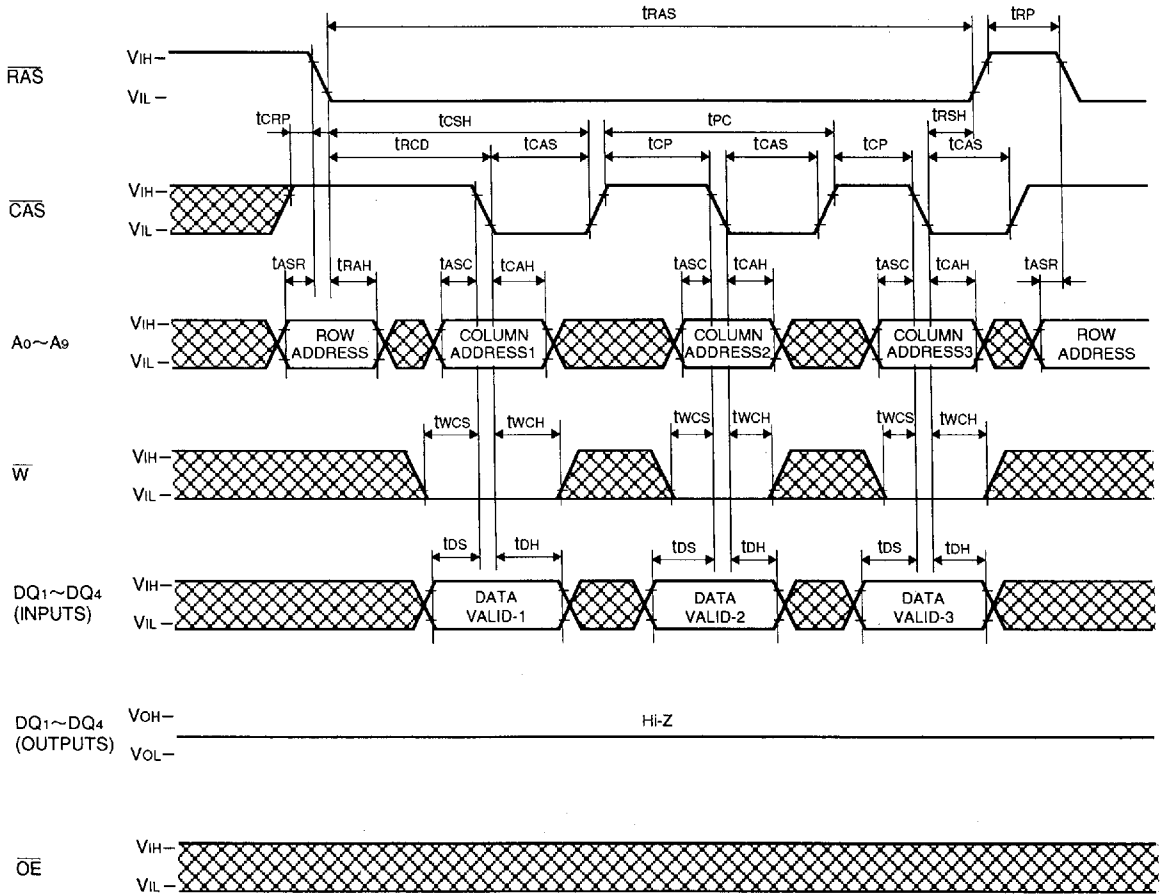 tRAS tRP
RAS VIH
VIL
tCRP tCSH tPC tRSH
tRCD tCAS tCP tCAS tCP tCAS
CAS VIH
VIL
tASR tRAH tASC tCAH tASC tCAH tASC tCAH tASR
A0~A9 VIH
VIL
ROW ADDRESS
COLUMN ADDRESS1
COLUMN ADDRESS2
COLUMN ADDRESS3
ROW ADDRESS
tWCS tWCH tWCS tWCH tWCS tWCH
W VIH
VIL
tDS tDH tDS tDH tDS tDH
DQ1~DQ4 VIH
(INPUTS) VIL
DATA VALID-1
DATA VALID-2
DATA VALID-3
DQ1~DQ4 VOH
(OUTPUTS) VOL
Hi-Z
OE VIH
VIL